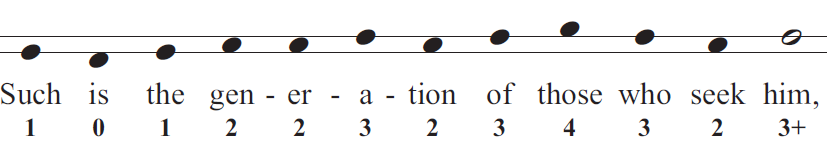 Such is the gen - er - a - tion of those who seek him,
1 0 1 2 2 3 2 3 4 3 2 3+